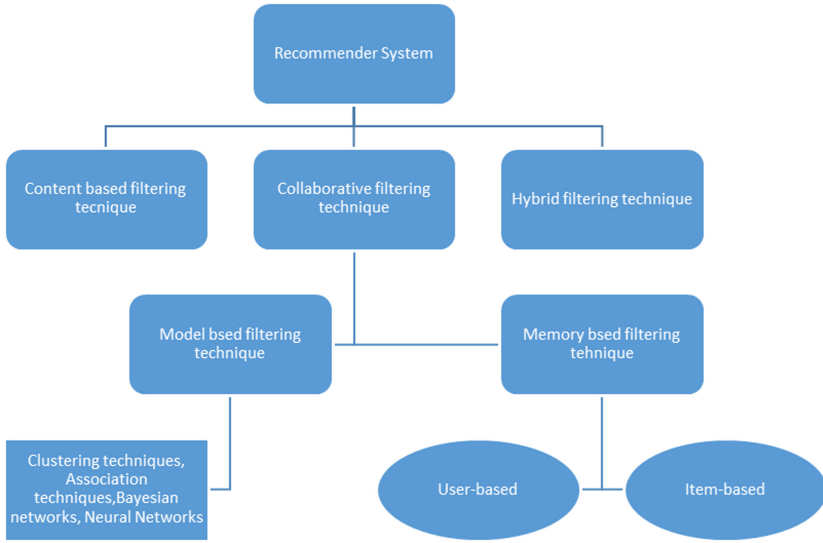 Recommender System
Content based filtering
tecnique
Collaborative filtering
technique
Hybrid filtering technique
Model bsed filtering
technique
Memory bsed filtering
tehnique
Clustering techniques,
Association
techniques,Bayesian
networks, Neural Networks
User-based
Item-based